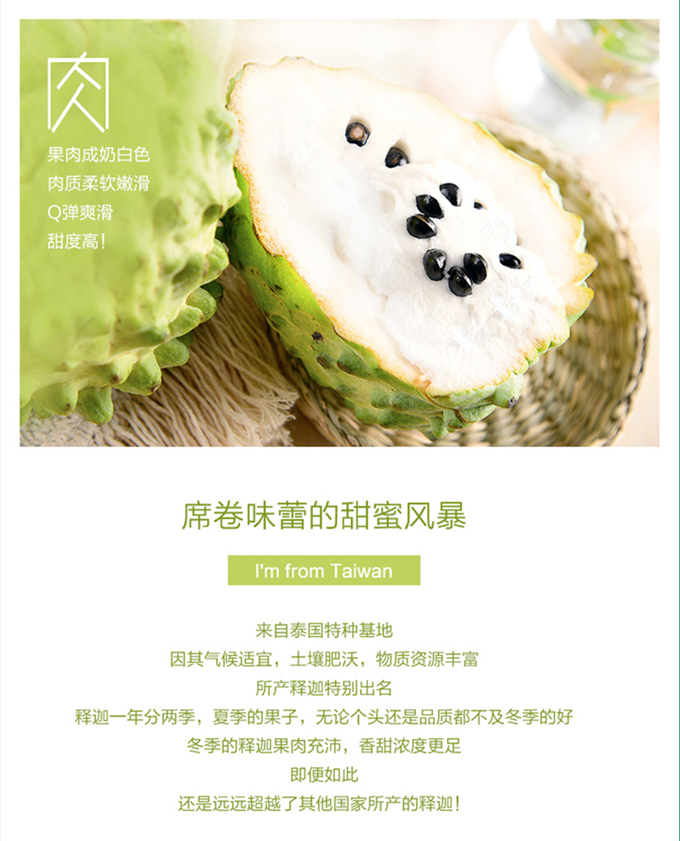 肉
果肉成奶白色
肉质柔软嫩滑
Q弹爽滑
甜度高！
席卷味蕾的甜蜜风暴
I'm from Taiwan
来自泰国特种基地
因其气候适宜，土壤肥沃，物质资源丰富
所产释迦特别出名
释迦一年分两季，夏季的果子，无论个头还是品质都不及冬季的好
冬季的释迦果肉充沛，香甜浓度更足
即便如此
还是远远超越了其他国家所产的释迦！